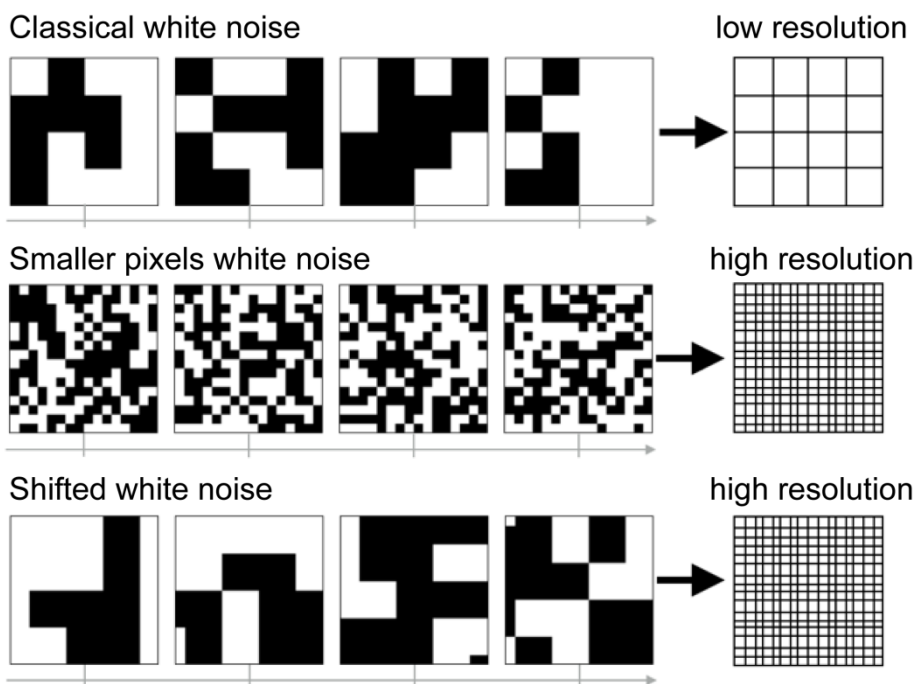 Classical white noise
low resolution
Smaller pixels white noise
high resolution
Shifted white noise
high resolution